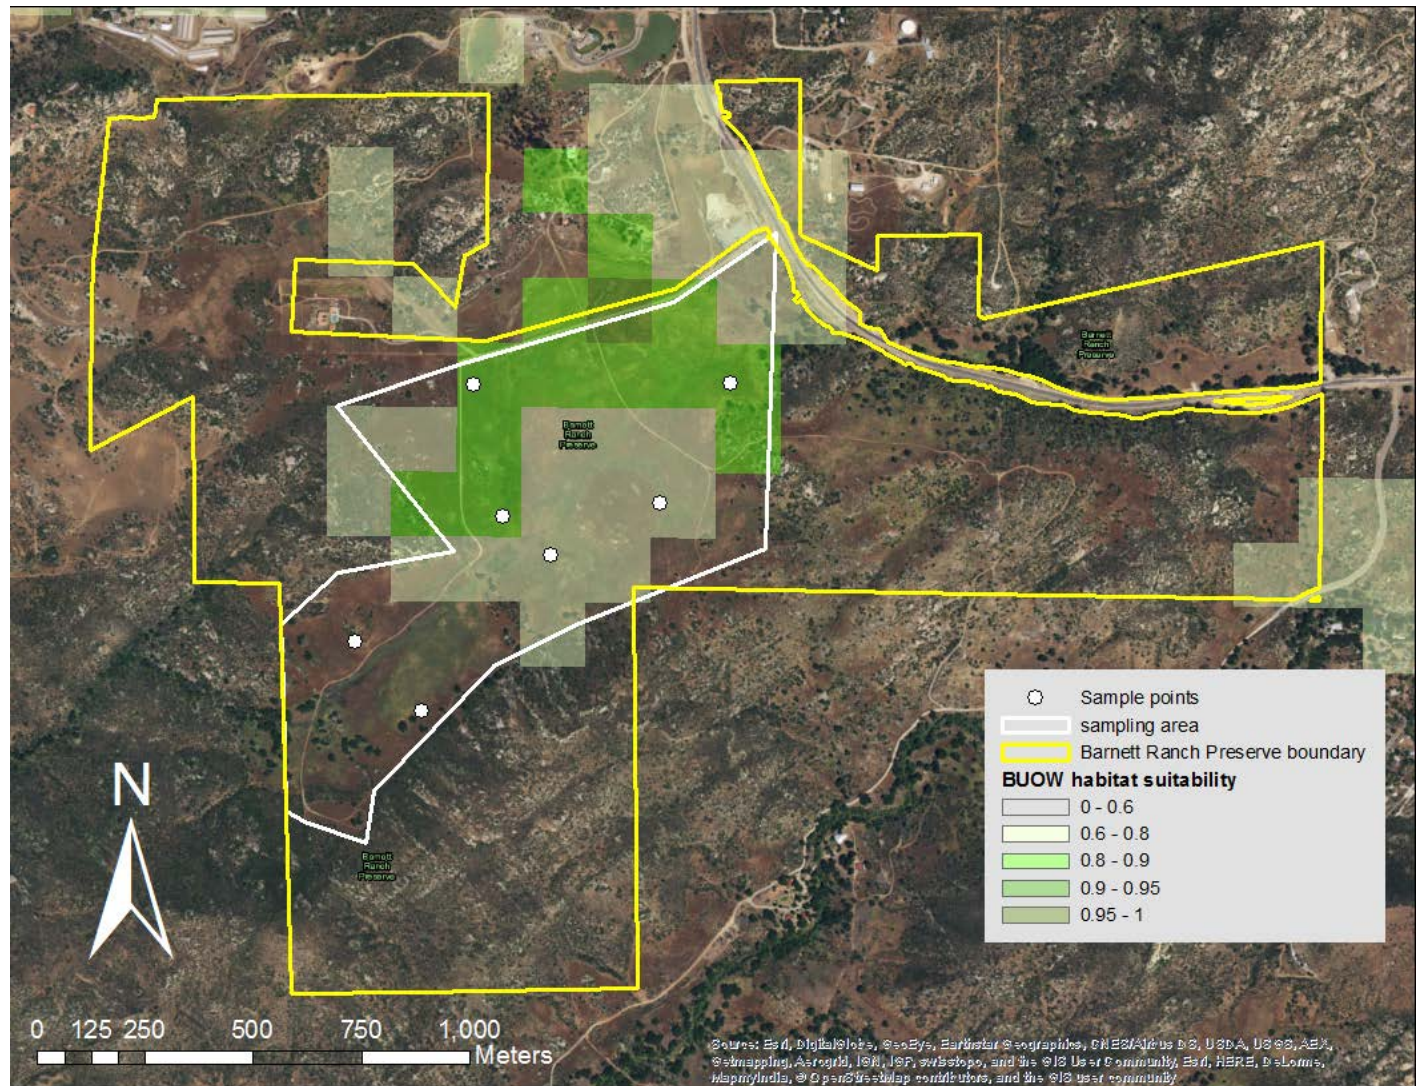 Barnett
Ranch
Preserve
Barnett
Ranch
Preserve
Sample points
sampling area
Barnett Ranch Preserve boundary
BUOW habitat suitability
0 - 0.6
0.6 - 0.8
0.8 - 0.9
0.9 - 0.95
0.95 - 1
N
Barnett
Ranch
Preserve
0 125 250 500 750 1,000
Meters
Source: Esri, DigitalGlobe, GeoEye, Earthstar Geographics, CNES/Airbus DS, USDA, USGS, AEX,
Getmapping, Aerogrid, IGN, IGP, swisstopo, and the GIS User Community, Esri, HERE, DeLorme,
MapmyIndia, © OpenStreetMap contributors, and the GIS user community